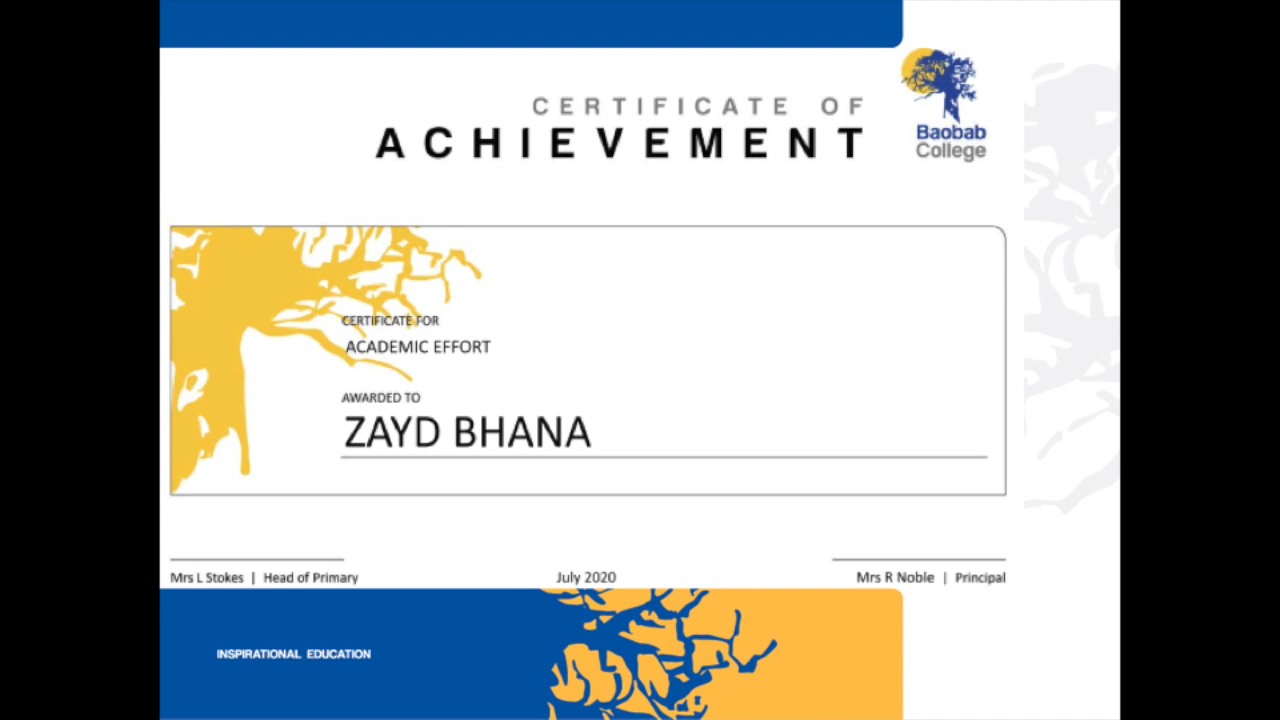 CERTIFICATE OF
ACHIEVEMENT
Baobab
College
CERTIFICATE FOR
ACADEMIC EFFORT
AWARDED TO
ZAYD BHANA
Mrs L Stokes | Head of Primary
July 2020
Mrs R Noble | Principal
INSPIRATIONAL EDUCATION